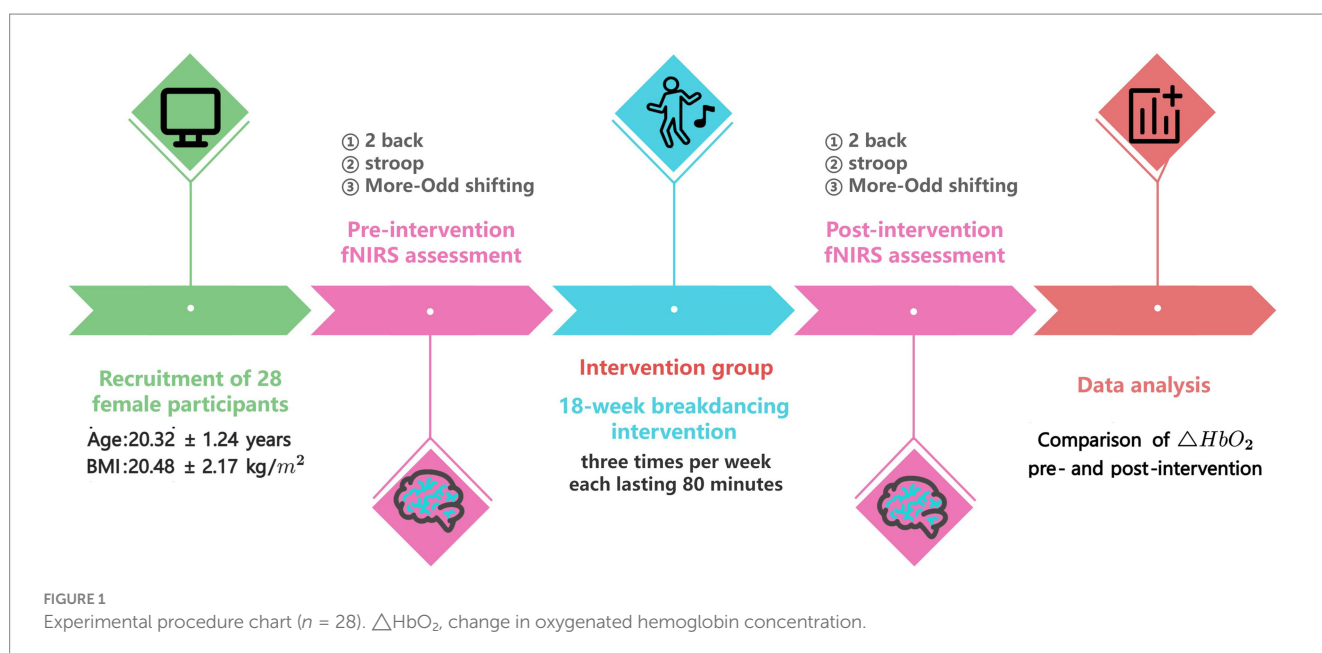 ① 2 back
② stroop
③ More-Odd shifting
Pre-intervention
fNIRS assessment
① 2 back
② stroop
③ More-Odd shifting
Post-intervention
fNIRS assessment
Recruitment of 28
female participants
Age:20.32 ± 1.24 years
BMI:20.48 ± 2.17 kg/m²
Intervention group
18-week breakdancing
intervention
three times per week
each lasting 80 minutes
Data analysis
Comparison of △HbO₂
pre- and post-intervention
FIGURE 1
Experimental procedure chart (n = 28). △HbO₂, change in oxygenated hemoglobin concentration.